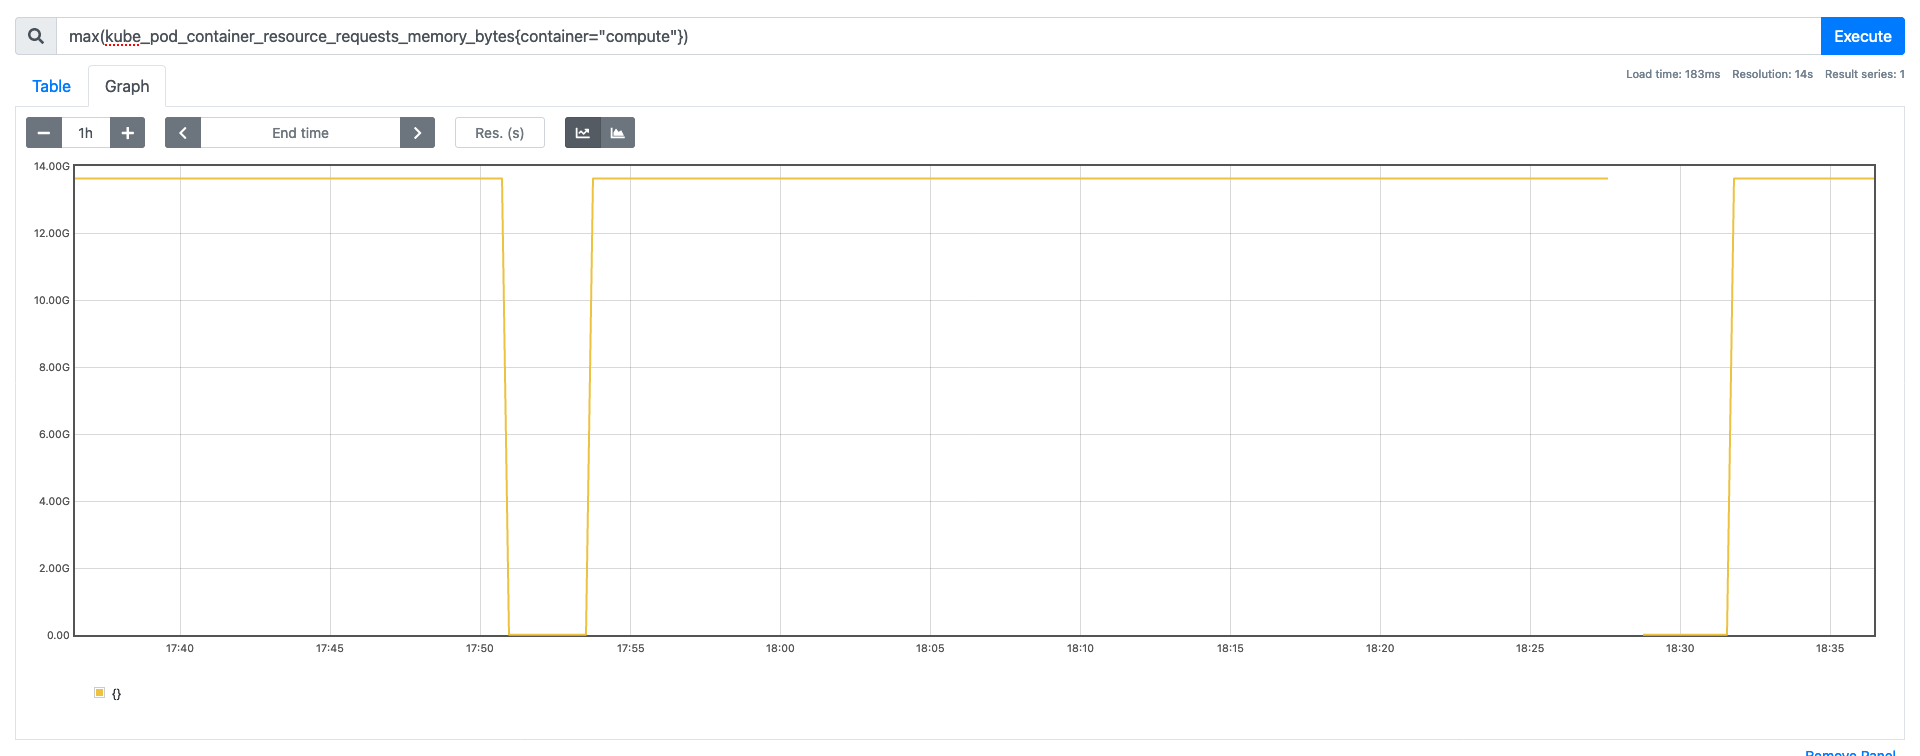 max(kube_pod_container_resource_requests_memory_bytes{container="compute"})
Execute
Table
Graph
Load time: 183ms Resolution: 14s Result series: 1
1h
End time
Res. (s)
14.00G
12.00G
10.00G
8.00G
6.00G
4.00G
2.00G
0.00
17:40 17:45 17:50 17:55 18:00 18:05 18:10 18:15 18:20 18:25 18:30 18:35
{}
Remove Panel